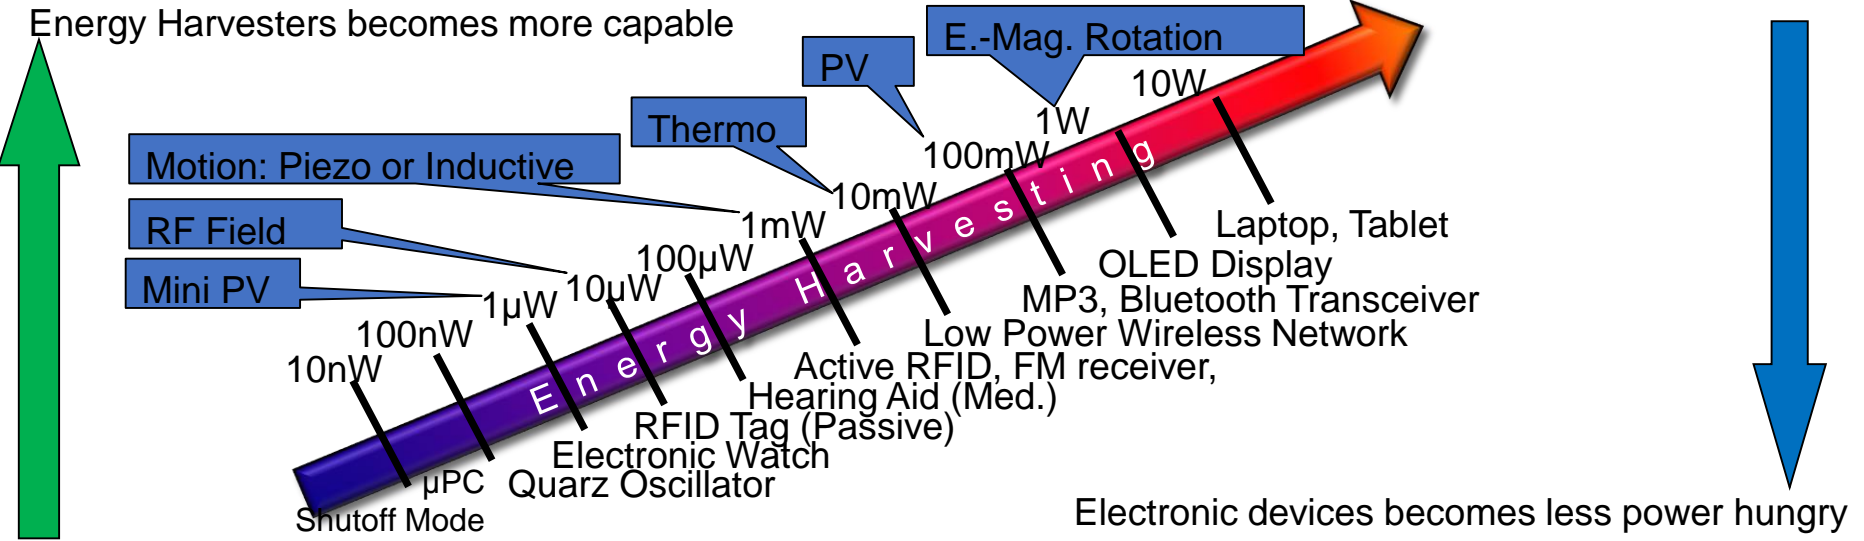 Energy Harvesters becomes more capable
E.-Mag. Rotation
PV
10W
Thermo
1W
Motion: Piezo or Inductive
100mW
10mW
RF Field
1mW
100µW
Mini PV
10µW
1µW
100nW
10nW
Energy Harvesting
Laptop, Tablet
OLED Display
MP3, Bluetooth Transceiver
Low Power Wireless Network
Active RFID, FM receiver,
Hearing Aid (Med.)
RFID Tag (Passive)
Electronic Watch
Quarz Oscillator
µPC
Shutoff Mode
Electronic devices becomes less power hungry